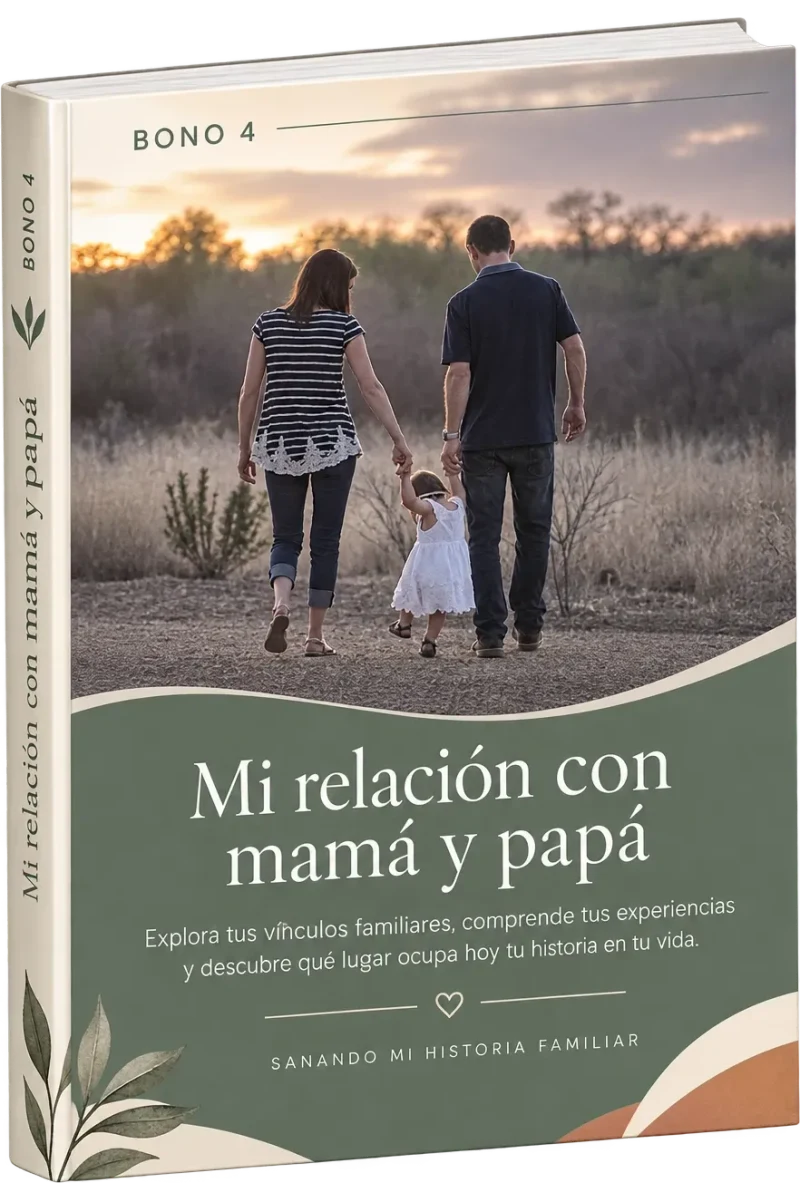 BONO 4
Mi relación con
mamá y papá
Explora tus vínculos familiares, comprende tus experiencias
y descubre qué lugar ocupa hoy tu historia en tu vida.
SANANDO MI HISTORIA FAMILIAR
BONO 4
Mi relación con mamá y papá